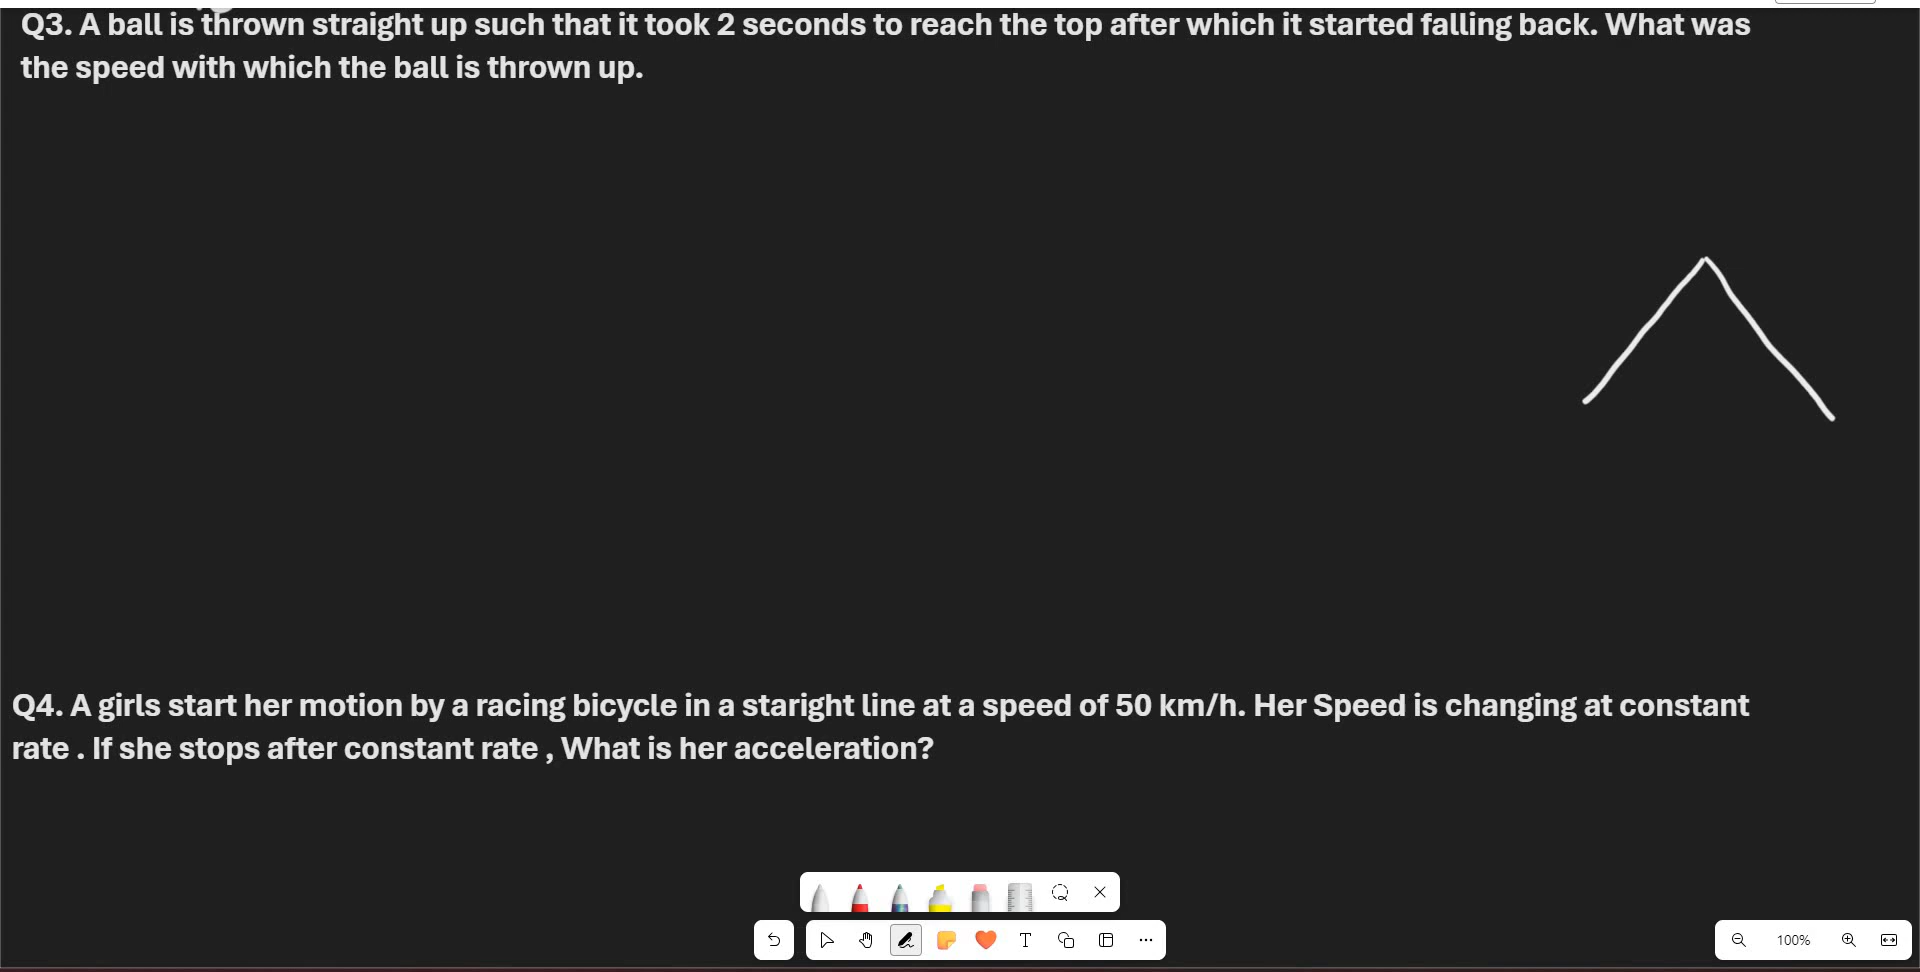 Q3. A ball is thrown straight up such that it took 2 seconds to reach the top after which it started falling back. What was
the speed with which the ball is thrown up.
Q4. A girls start her motion by a racing bicycle in a staright line at a speed of 50 km/h. Her Speed is changing at constant
rate . If she stops after constant rate , What is her acceleration?
T
100%